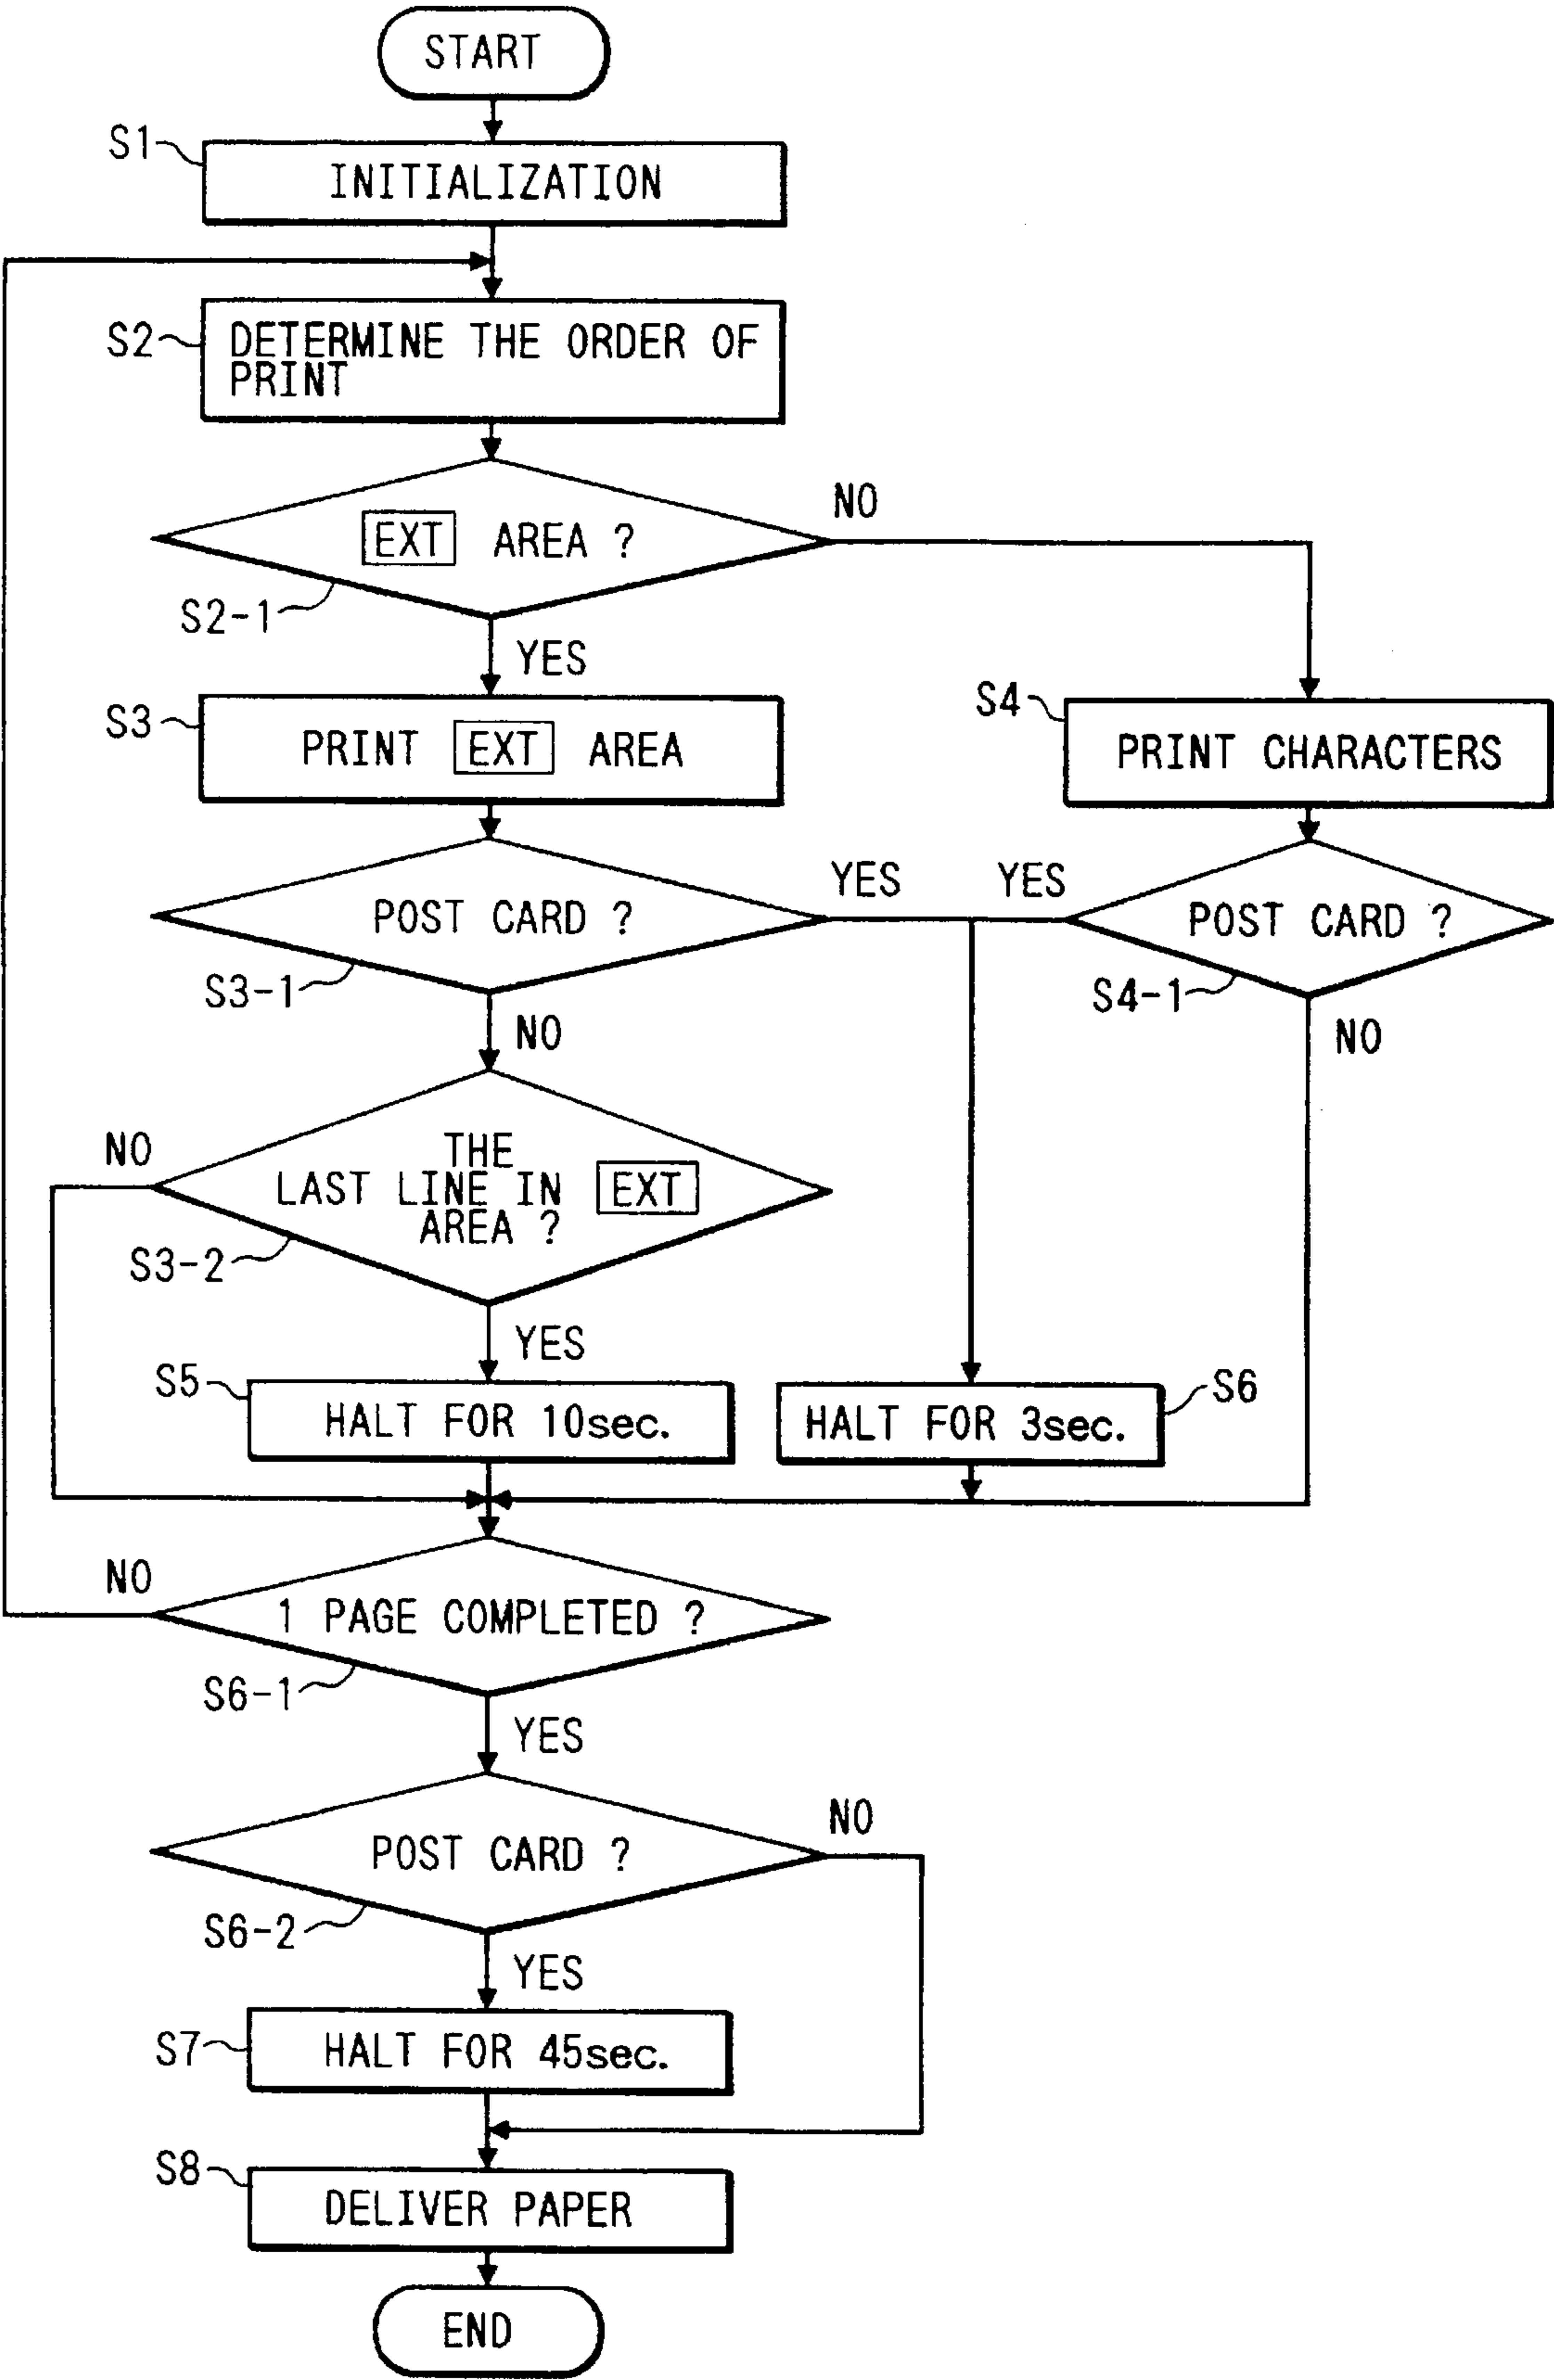 START
S1
INITIALIZATION
S2
DETERMINE THE ORDER OF
PRINT
EXT AREA ?
NO
S2-1
YES
S3
PRINT EXT AREA
S4
PRINT CHARACTERS
POST CARD ?
YES
YES
POST CARD ?
S3-1
S4-1
NO
NO
NO
THE
LAST LINE IN EXT
AREA ?
S3-2
YES
S5
HALT FOR 10sec.
HALT FOR 3sec.
S6
NO
1 PAGE COMPLETED ?
S6-1
YES
POST CARD ?
NO
S6-2
YES
S7
HALT FOR 45sec.
S8
DELIVER PAPER
END